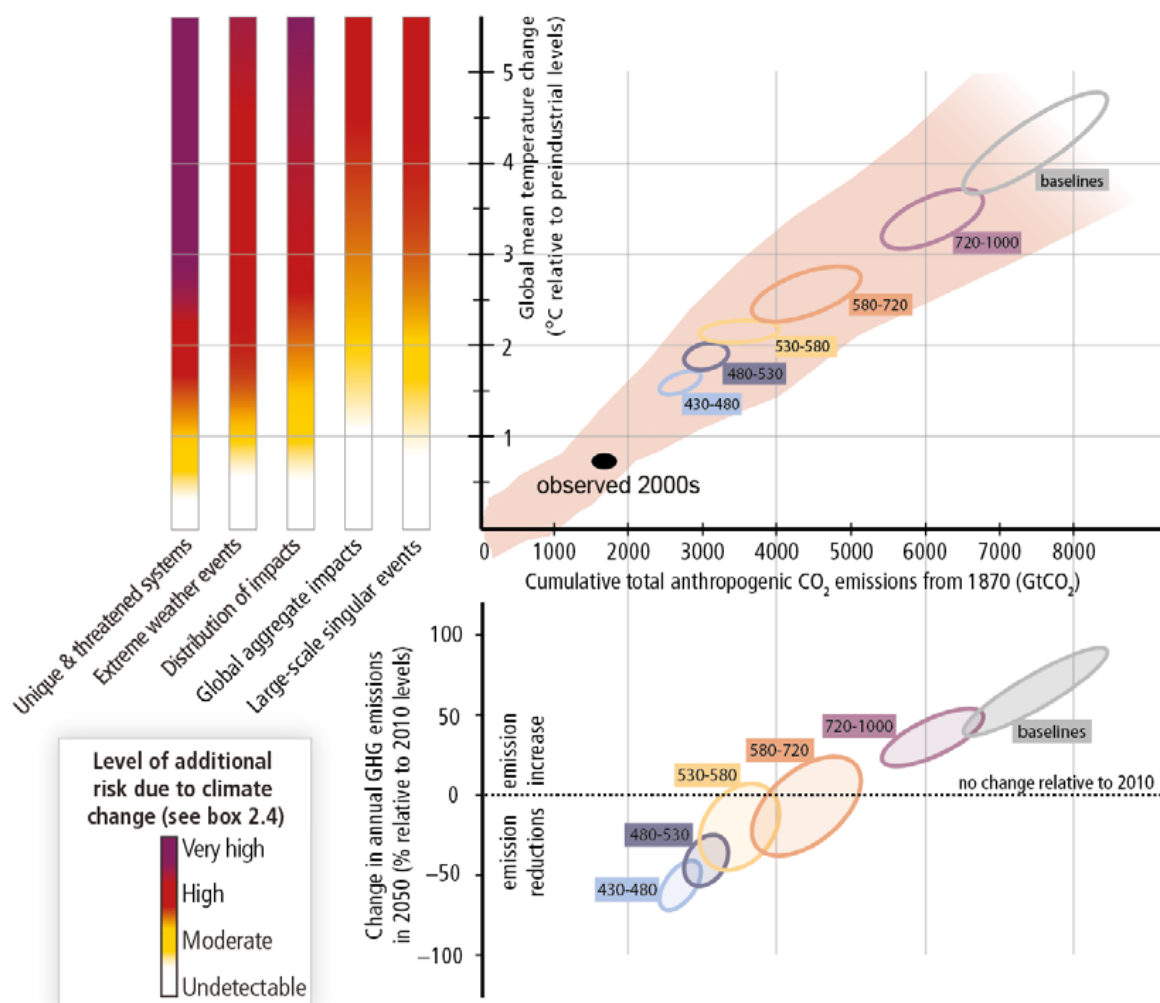 Global mean temperature change
(°C relative to preindustrial levels)
5
4
3
2
1
baselines
720-1000
580-720
530-580
480-530
430-480
observed 2000s
0 1000 2000 3000 4000 5000 6000 7000 8000
Cumulative total anthropogenic CO₂ emissions from 1870 (GtCO₂)
Unique & threatened systems
Extreme weather events
Distribution of impacts
Global aggregate impacts
Large-scale singular events
Level of additional
risk due to climate
change (see box 2.4)
Very high
High
Moderate
Undetectable
Change in annual GHG emissions
in 2050 (% relative to 2010 levels)
100
50
0
−50
−100
emission
increase
emission
reductions
720-1000
baselines
580-720
530-580
no change relative to 2010
480-530
430-480